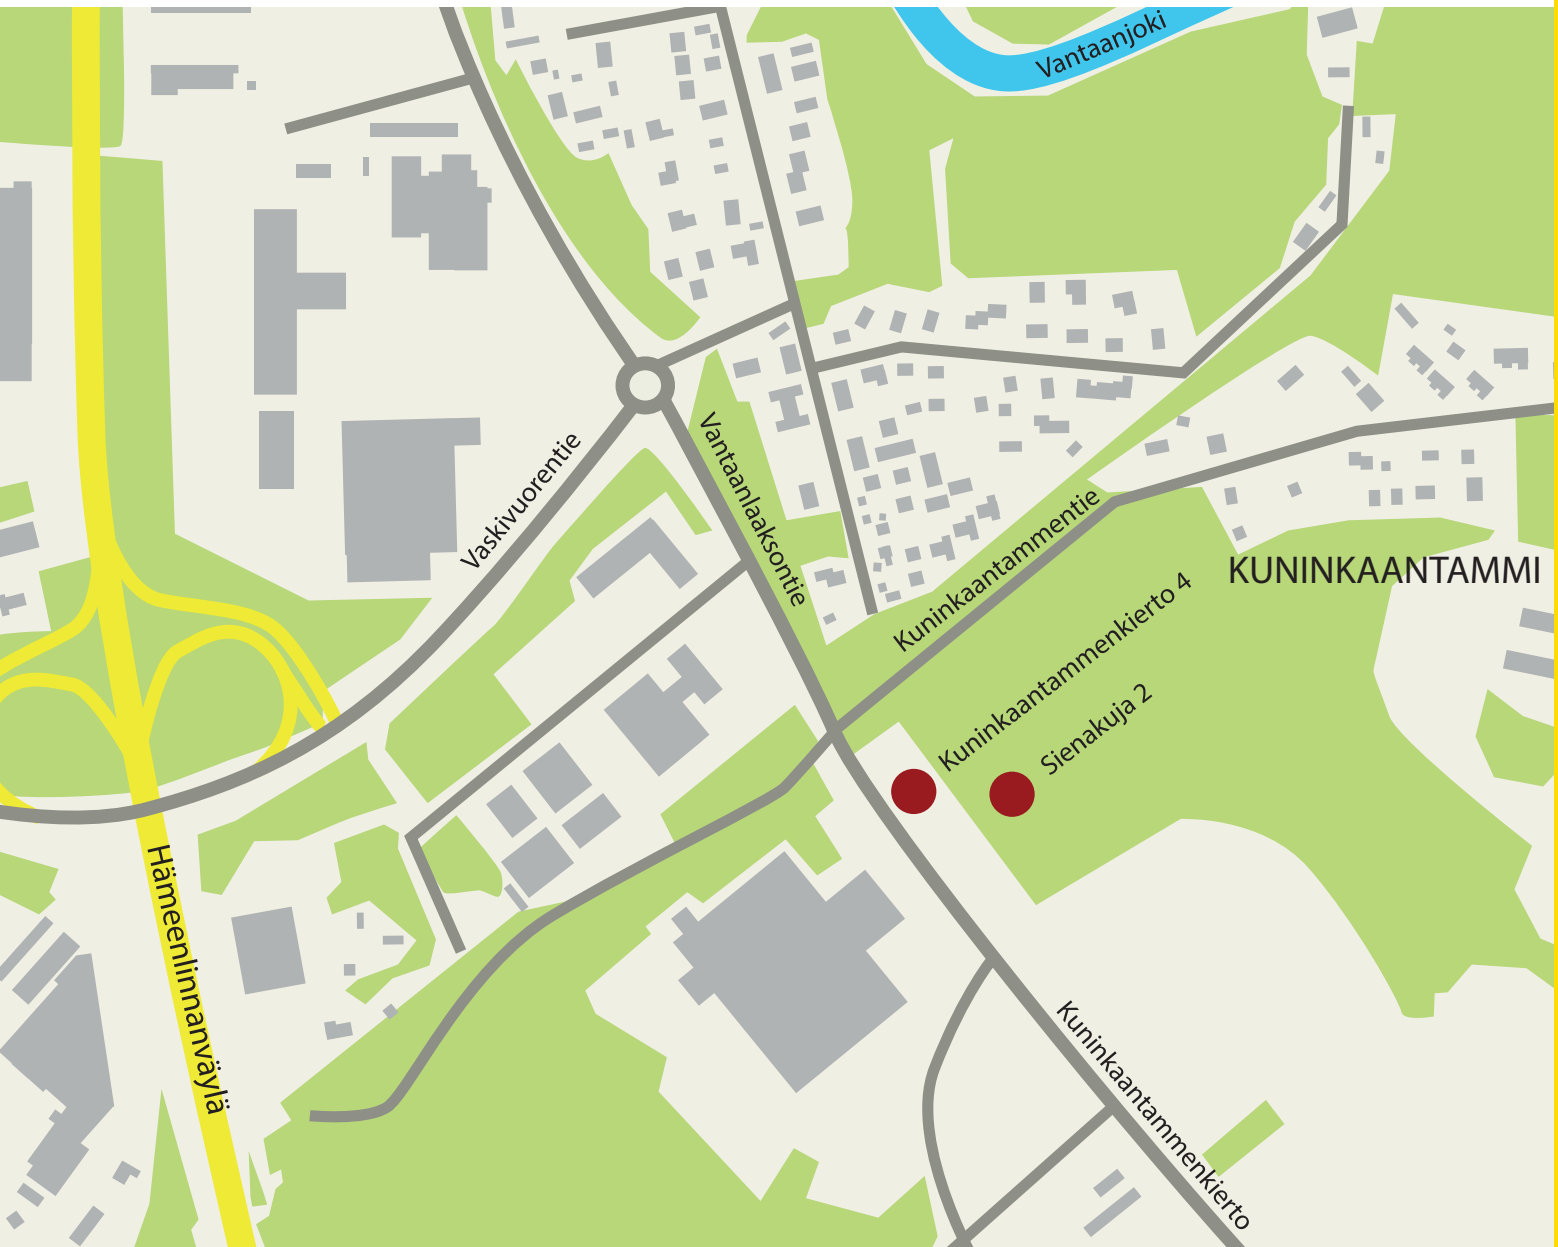 Vantaanjoki
Vantaanlaaksontie
Vaskivuorentie
Kuninkaantammentie
KUNINKAANTAMMI
Kuninkaantammenkierto 4
Sienakuja 2
Hämeenlinnanväylä
Kuninkaantammenkierto